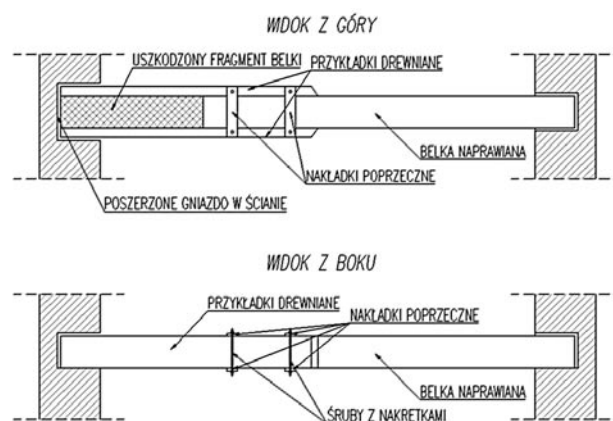 WIDOK Z GÓRY
USZKODZONY FRAGMENT BELKI
PRZYKŁADKI DREWNIANE
BELKA NAPRAWIANA
NAKŁADKI POPRZECZNE
POSZERZONE GNIAZDO W ŚCIANIE
WIDOK Z BOKU
PRZYKŁADKI DREWNIANE
NAKŁADKI POPRZECZNE
BELKA NAPRAWIANA
ŚRUBY Z NAKRĘTKAMI